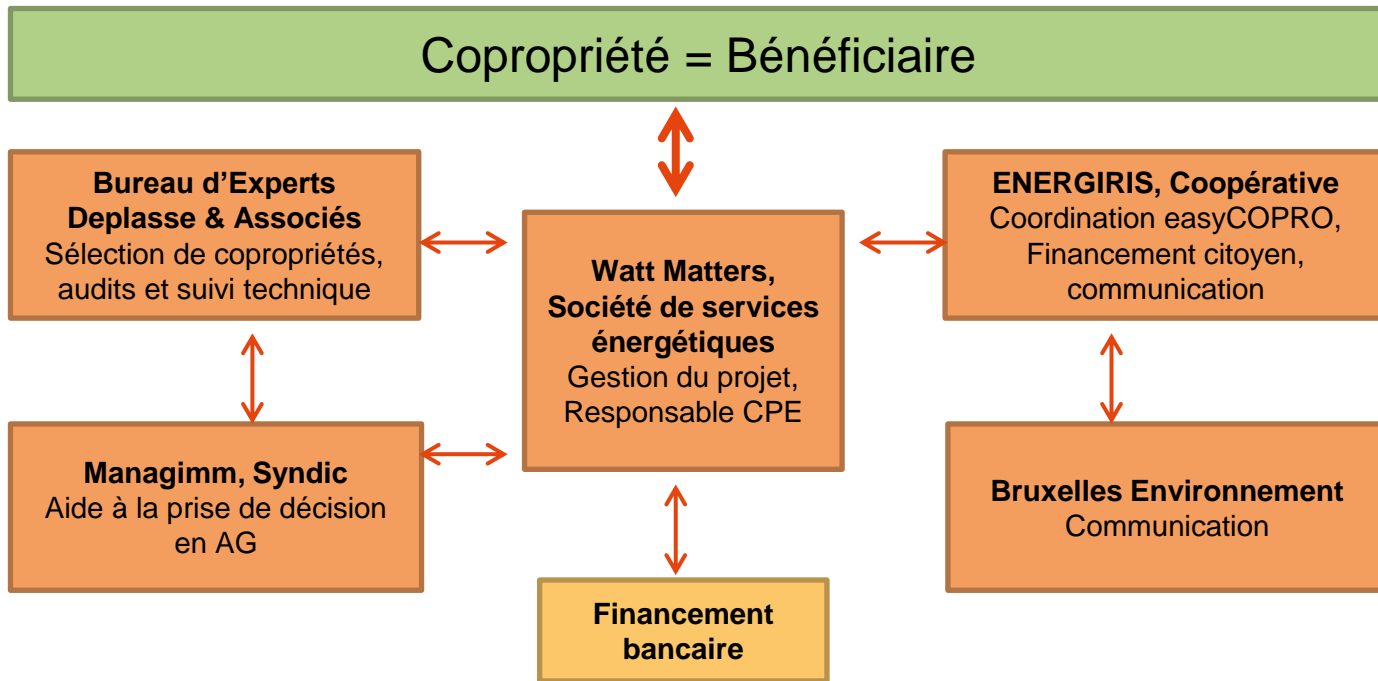 Copropriété = Bénéficiaire
Bureau d’Experts
Deplasse & Associés
Sélection de copropriétés,
audits et suivi technique
Watt Matters,
Société de services
énergétiques
Gestion du projet,
Responsable CPE
ENERGIRIS, Coopérative
Coordination easyCOPRO,
Financement citoyen,
communication
Managimm, Syndic
Aide à la prise de décision
en AG
Bruxelles Environnement
Communication
Financement
bancaire